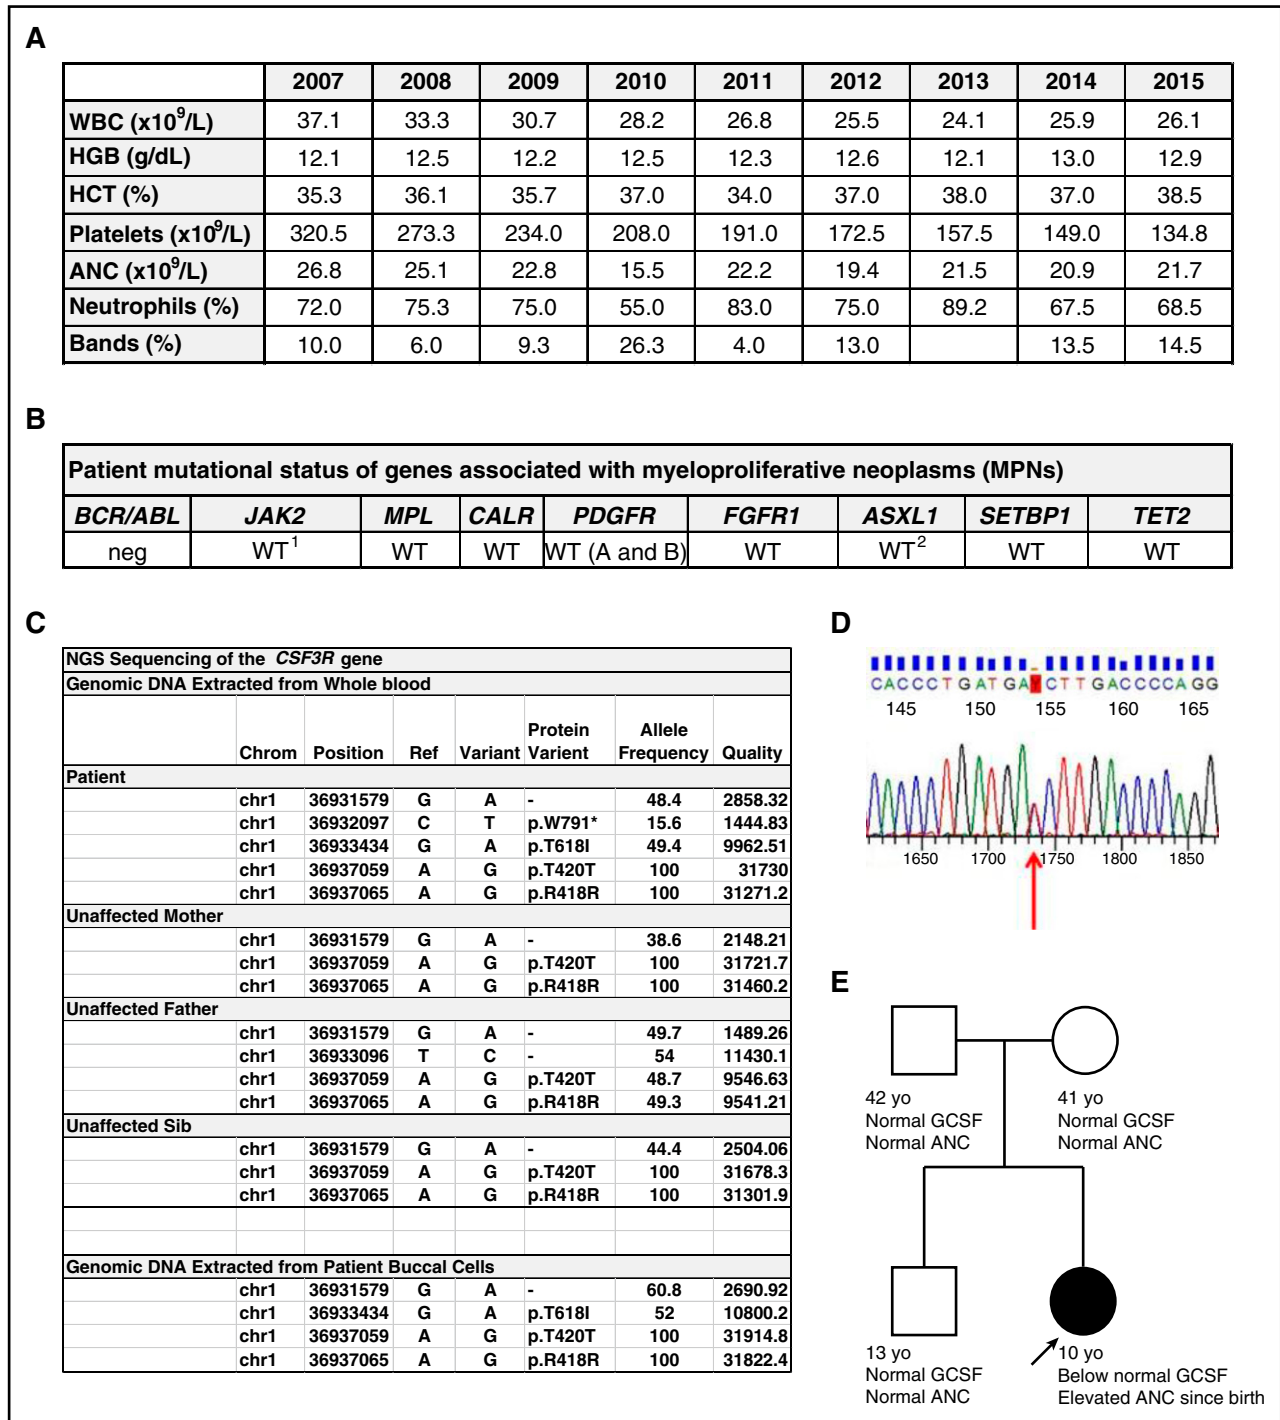 A
2007 2008 2009 2010 2011 2012 2013 2014 2015
WBC (x10⁹/L) 37.1 33.3 30.7 28.2 26.8 25.5 24.1 25.9 26.1
HGB (g/dL) 12.1 12.5 12.2 12.5 12.3 12.6 12.1 13.0 12.9
HCT (%) 35.3 36.1 35.7 37.0 34.0 37.0 38.0 37.0 38.5
Platelets (x10⁹/L) 320.5 273.3 234.0 208.0 191.0 172.5 157.5 149.0 134.8
ANC (x10⁹/L) 26.8 25.1 22.8 15.5 22.2 19.4 21.5 20.9 21.7
Neutrophils (%) 72.0 75.3 75.0 55.0 83.0 75.0 89.2 67.5 68.5
Bands (%) 10.0 6.0 9.3 26.3 4.0 13.0 13.5 14.5
B
Patient mutational status of genes associated with myeloproliferative neoplasms (MPNs)
BCR/ABL JAK2 MPL CALR PDGFR FGFR1 ASXL1 SETBP1 TET2
neg WT¹ WT WT WT (A and B) WT WT² WT WT
C
NGS Sequencing of the CSF3R gene
Genomic DNA Extracted from Whole blood
Protein Allele
Chrom Position Ref Variant Varient Frequency Quality
Patient
chr1 36931579 G A - 48.4 2858.32
chr1 36932097 C T p.W791* 15.6 1444.83
chr1 36933434 G A p.T618I 49.4 9962.51
chr1 36937059 A G p.T420T 100 31730
chr1 36937065 A G p.R418R 100 31271.2
Unaffected Mother
chr1 36931579 G A - 38.6 2148.21
chr1 36937059 A G p.T420T 100 31721.7
chr1 36937065 A G p.R418R 100 31460.2
Unaffected Father
chr1 36931579 G A - 49.7 1489.26
chr1 36933096 T C - 54 11430.1
chr1 36937059 A G p.T420T 48.7 9546.63
chr1 36937065 A G p.R418R 49.3 9541.21
Unaffected Sib
chr1 36931579 G A - 44.4 2504.06
chr1 36937059 A G p.T420T 100 31678.3
chr1 36937065 A G p.R418R 100 31301.9
Genomic DNA Extracted from Patient Buccal Cells
chr1 36931579 G A - 60.8 2690.92
chr1 36933434 G A p.T618I 52 10800.2
chr1 36937059 A G p.T420T 100 31914.8
chr1 36937065 A G p.R418R 100 31822.4
D
CACCCTGATGAYCTTGACCCCAGG
145 150 155 160 165
1650 1700 1750 1800 1850
E
42 yo
Normal GCSF
Normal ANC
41 yo
Normal GCSF
Normal ANC
13 yo
Normal GCSF
Normal ANC
10 yo
Below normal GCSF
Elevated ANC since birth